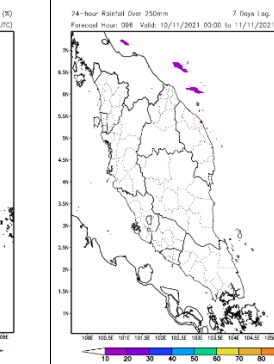 (%)
24-hour Rainfall Over 250mm
7 Days Lag.
UTC)
Forecast Hour: 096 Valid: 10/11/2021 00:00 to 11/11/2021
7N
6.5N
6N
5.5N
5N
4.5N
4N
3.5N
3N
2.5N
2N
1.5N
1N
100E 100.5E 101E 101.5E 102E 102.5E 103E 103.5E 104E 104.5E 105E
10 20 30 40 50 60 70 80